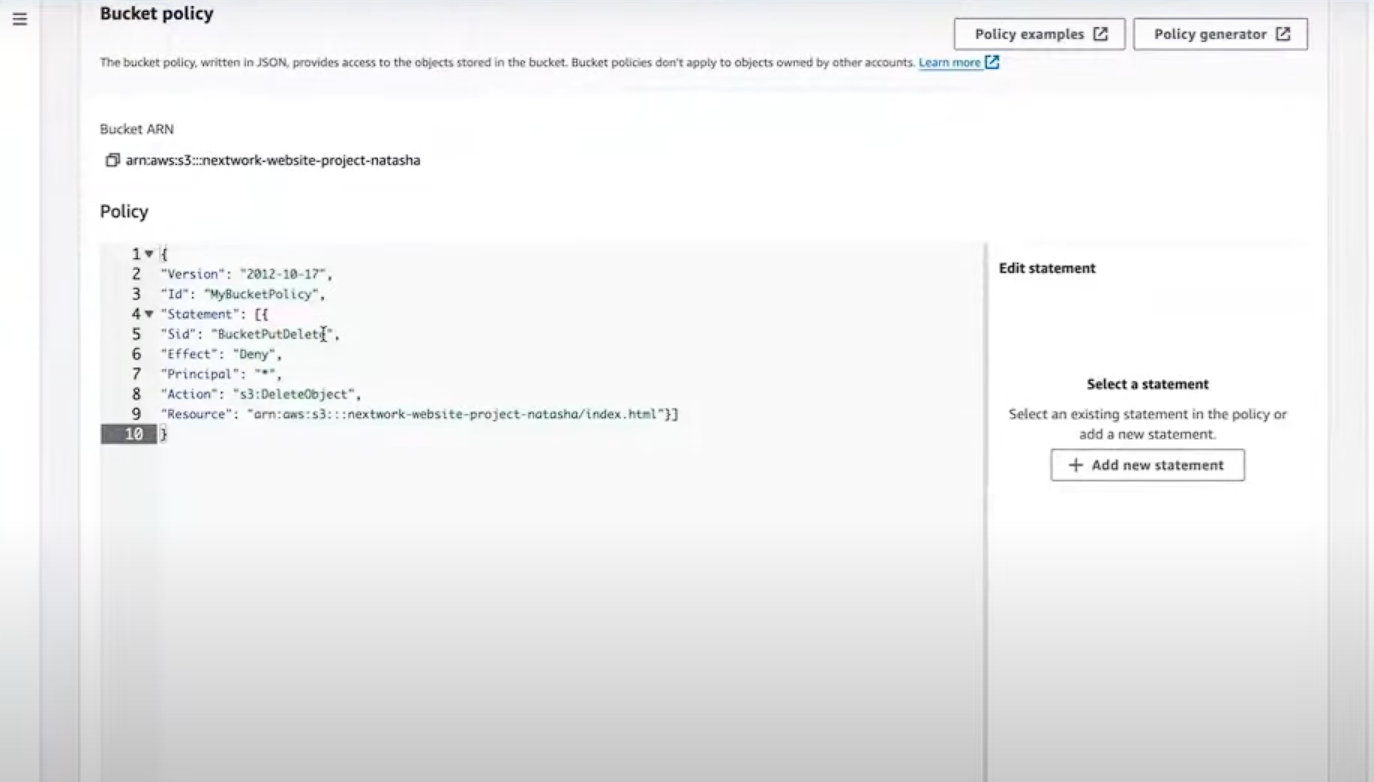 Bucket policy
Policy examples
Policy generator
The bucket policy, written in JSON, provides access to the objects stored in the bucket. Bucket policies don't apply to objects owned by other accounts. Learn more
Bucket ARN
arn:aws:s3:::nextwork-website-project-natasha
Policy
1 {
2 "Version": "2012-10-17",
3 "Id": "MyBucketPolicy",
4 "Statement": [{
5 "Sid": "BucketPutDelete",
6 "Effect": "Deny",
7 "Principal": "*",
8 "Action": "s3:DeleteObject",
9 "Resource": "arn:aws:s3:::nextwork-website-project-natasha/index.html"}]
10 }
Edit statement
Select a statement
Select an existing statement in the policy or
add a new statement.
+ Add new statement